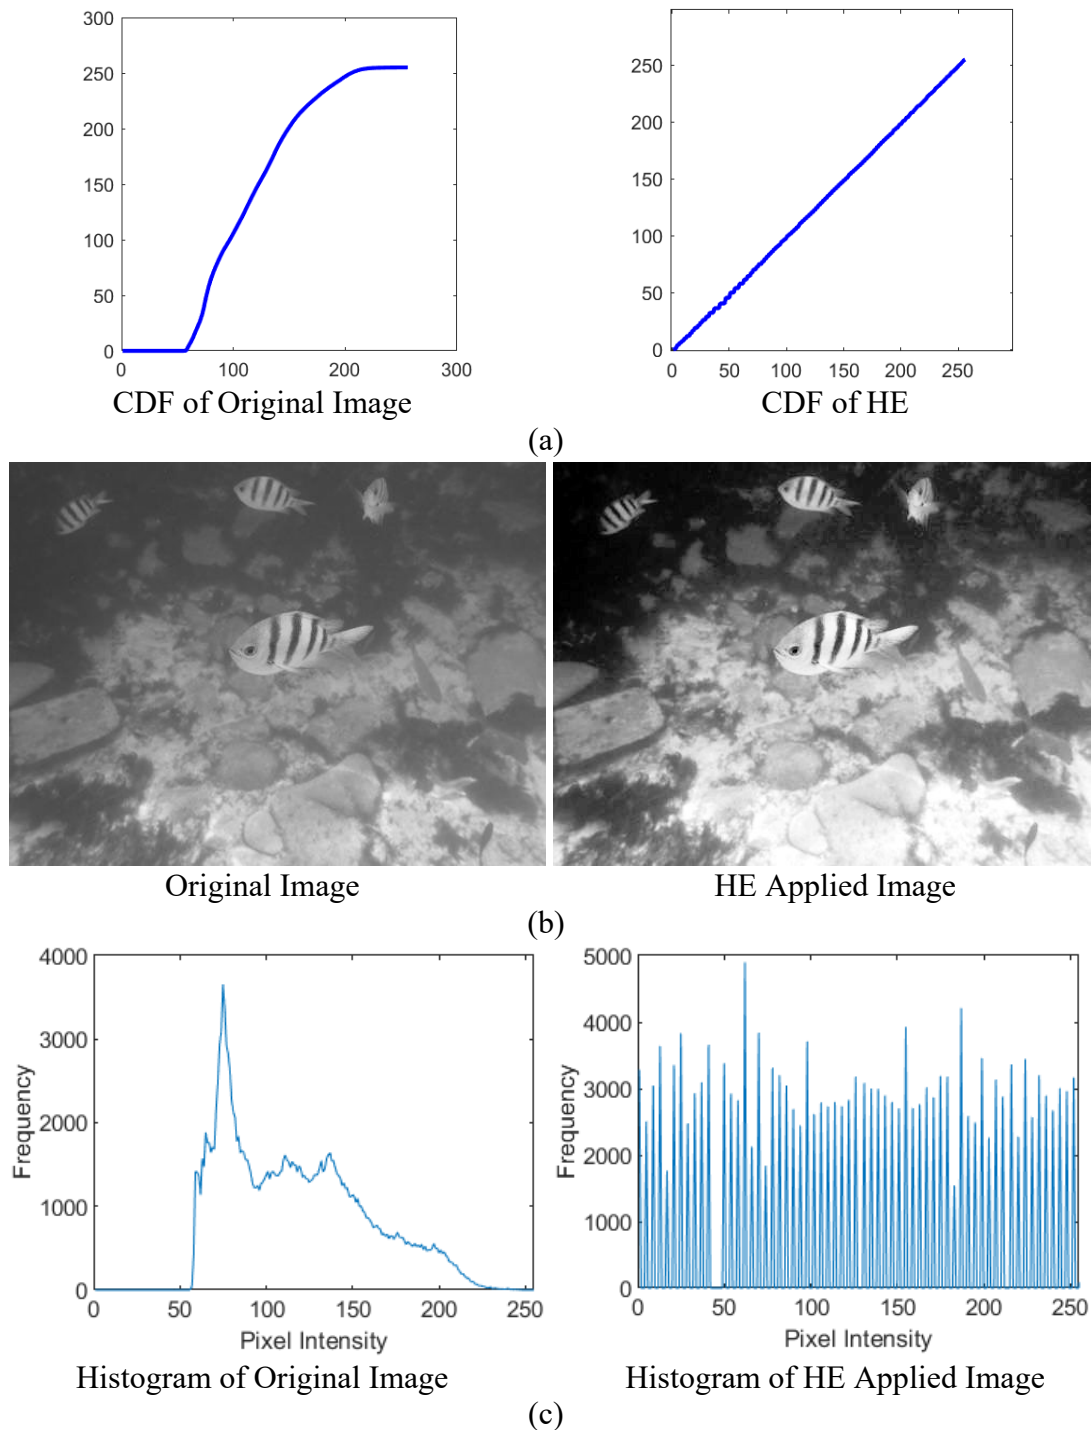 300
250
200
150
100
50
0
0 100 200 300
CDF of Original Image
250
200
150
100
50
0
0 50 100 150 200 250
CDF of HE
(a)
Original Image
HE Applied Image
(b)
4000
3000
2000
1000
0
Frequency
0 50 100 150 200 250
Pixel Intensity
Histogram of Original Image
5000
4000
3000
2000
1000
0
Frequency
0 50 100 150 200 250
Pixel Intensity
Histogram of HE Applied Image
(c)